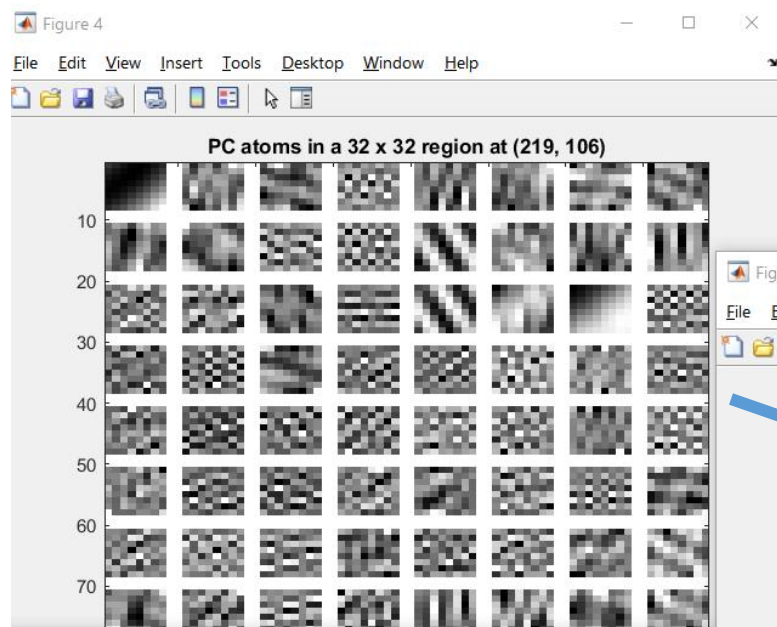 Figure 4
File Edit View Insert Tools Desktop Window Help
PC atoms in a 32 x 32 region at (219, 106)
10
20
30
40
50
60
70
Fig
File E